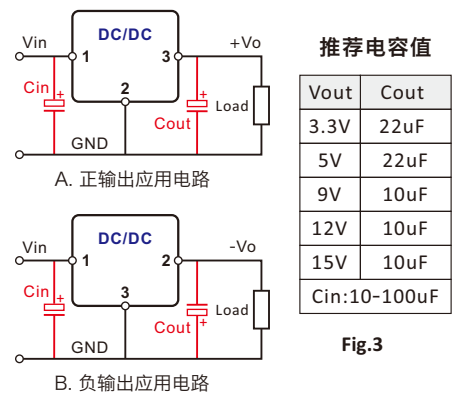 Vin
DC/DC
+Vo
1
3
2
Cin
+
+
Cout
Load
GND
A. 正输出应用电路
Vin
DC/DC
-Vo
1
2
3
Cin
+
Cout
+
Load
GND
B. 负输出应用电路
推荐电容值
Vout Cout
3.3V 22uF
5V 22uF
9V 10uF
12V 10uF
15V 10uF
Cin:10-100uF
Fig.3